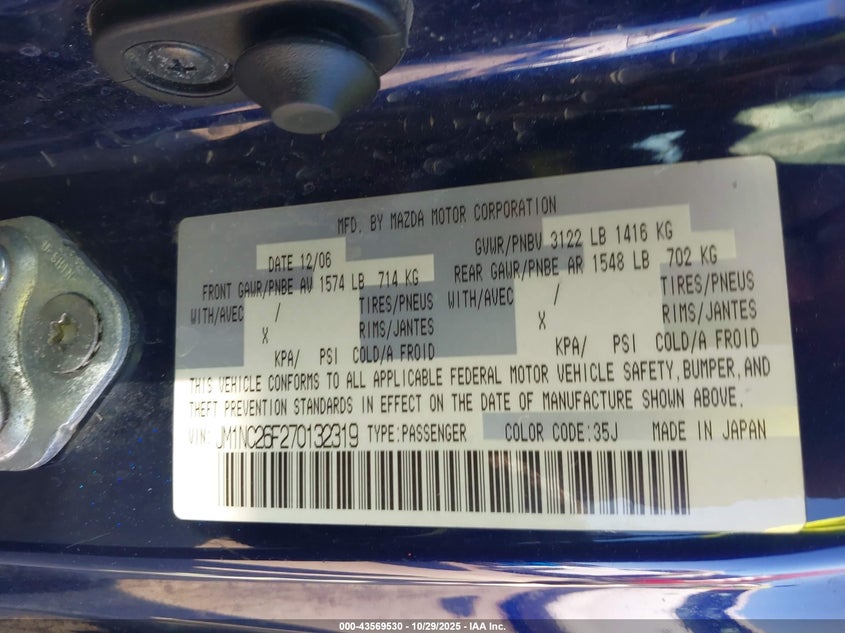 MFD. BY MAZDA MOTOR CORPORATION
DATE 12/06 GVWR/PNBV 3122 LB 1416 KG
FRONT GAWR/PNBE AV 1574 LB 714 KG REAR GAWR/PNBE AR 1548 LB 702 KG
WITH/AVEC / TIRES/PNEUS WITH/AVEC / TIRES/PNEUS
X RIMS/JANTES X RIMS/JANTES
KPA/ PSI COLD/A FROID KPA/ PSI COLD/A FROID
THIS VEHICLE CONFORMS TO ALL APPLICABLE FEDERAL MOTOR VEHICLE SAFETY, BUMPER, AND
THEFT PREVENTION STANDARDS IN EFFECT ON THE DATE OF MANUFACTURE SHOWN ABOVE.
VIN: JM1NC26F270132319 TYPE:PASSENGER COLOR CODE:35J MADE IN JAPAN
000-43569530 - 10/29/2025 - IAA Inc.